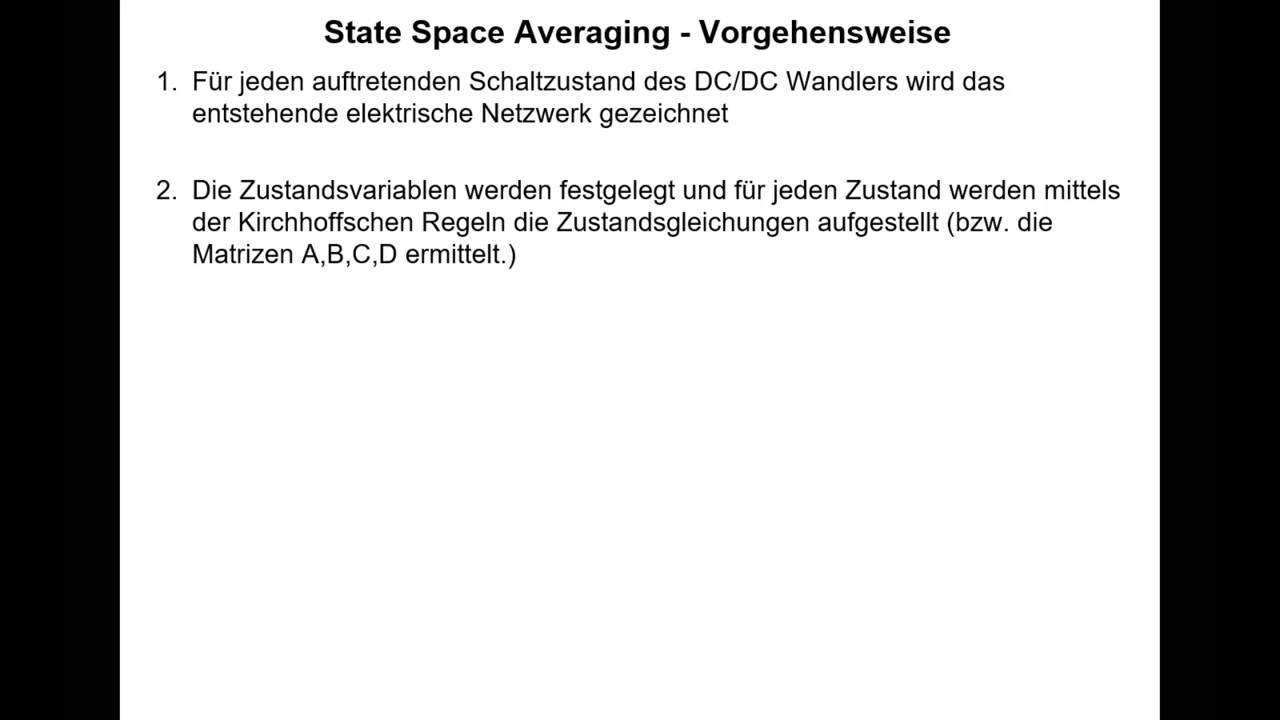 State Space Averaging - Vorgehensweise
1. Für jeden auftretenden Schaltzustand des DC/DC Wandlers wird das
entstehende elektrische Netzwerk gezeichnet
2. Die Zustandsvariablen werden festgelegt und für jeden Zustand werden mittels
der Kirchhoffschen Regeln die Zustandsgleichungen aufgestellt (bzw. die
Matrizen A,B,C,D ermittelt.)